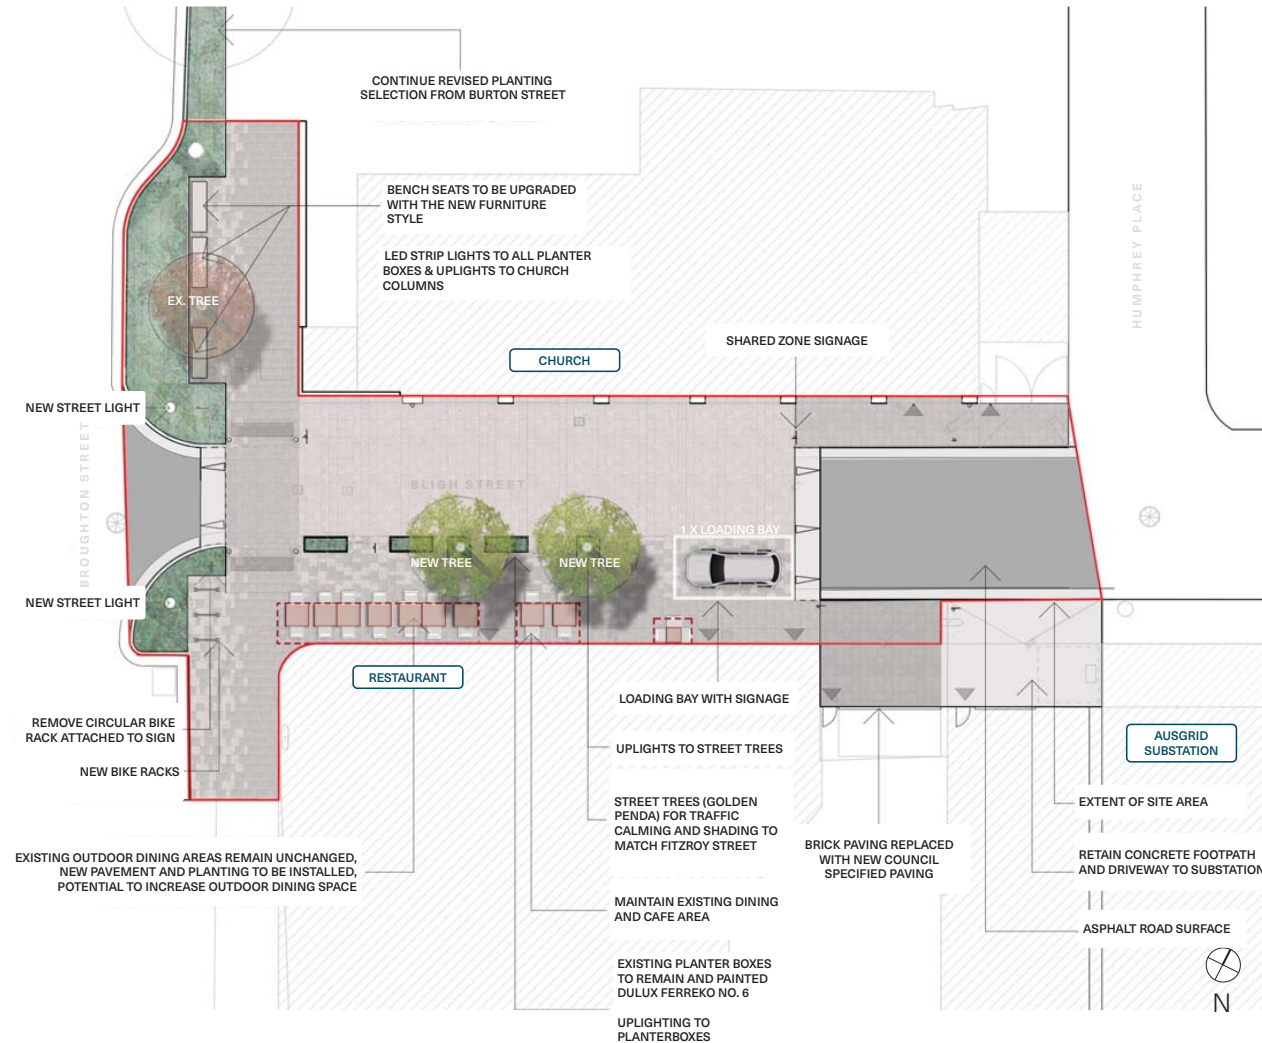 CONTINUE REVISED PLANTING
SELECTION FROM BURTON STREET
BENCH SEATS TO BE UPGRADED
WITH THE NEW FURNITURE
STYLE
LED STRIP LIGHTS TO ALL PLANTER
BOXES & UPLIGHTS TO CHURCH
COLUMNS
HUMPHREY PLACE
EX. TREE
SHARED ZONE SIGNAGE
CHURCH
NEW STREET LIGHT
BROUGHTON STREET
BLIGH STREET
1 X LOADING BAY
NEW TREE
NEW TREE
NEW STREET LIGHT
RESTAURANT
LOADING BAY WITH SIGNAGE
REMOVE CIRCULAR BIKE
RACK ATTACHED TO SIGN
NEW BIKE RACKS
UPLIGHTS TO STREET TREES
AUSGRID
SUBSTATION
STREET TREES (GOLDEN
PENDA) FOR TRAFFIC
CALMING AND SHADING TO
MATCH FITZROY STREET
EXTENT OF SITE AREA
BRICK PAVING REPLACED
WITH NEW COUNCIL
SPECIFIED PAVING
RETAIN CONCRETE FOOTPATH
AND DRIVEWAY TO SUBSTATION
EXISTING OUTDOOR DINING AREAS REMAIN UNCHANGED,
NEW PAVEMENT AND PLANTING TO BE INSTALLED,
POTENTIAL TO INCREASE OUTDOOR DINING SPACE
MAINTAIN EXISTING DINING
AND CAFE AREA
ASPHALT ROAD SURFACE
EXISTING PLANTER BOXES
TO REMAIN AND PAINTED
DULUX FERREKO NO. 6
UPLIGHTING TO
PLANTERBOXES
N